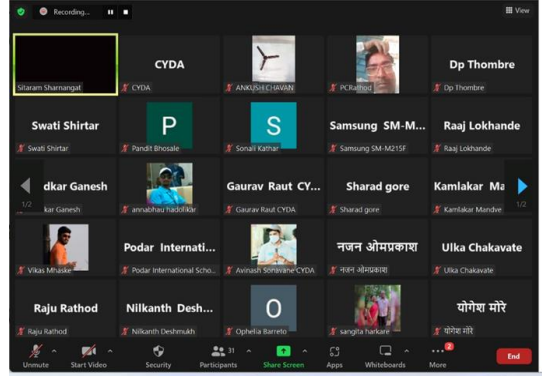 Recording...
View
Sitaram Sharnangat
CYDA
CYDA
ANKUSH CHAVAN
PCRathod
Dp Thombre
Dp Thombre
Swati Shirtar
Swati Shirtar
P
Pandit Bhosale
S
Sonali Kathar
Samsung SM-M...
Samsung SM-M215F
Raaj Lokhande
Raaj Lokhande
1/2
dkar Ganesh
kar Ganesh
annabhau hadolikar
Gaurav Raut CY...
Gaurav Raut CYDA
Sharad gore
Sharad gore
Kamlakar Ma
Kamlakar Mandve
1/2
Vikas Mhaske
Podar Internati...
Podar International Scho...
Avinash Sonavane CYDA
नजन ओमप्रकाश
नजन ओमप्रकाश
Ulka Chakavate
Ulka Chakavate
Raju Rathod
Raju Rathod
Nilkanth Desh...
Nilkanth Deshmukh
O
Ophelia Barreto
sangita harkare
योगेश मोरे
योगेश मोरे
Unmute
Start Video
Security
31
Participants
Share Screen
Apps
Whiteboards
2
More
End